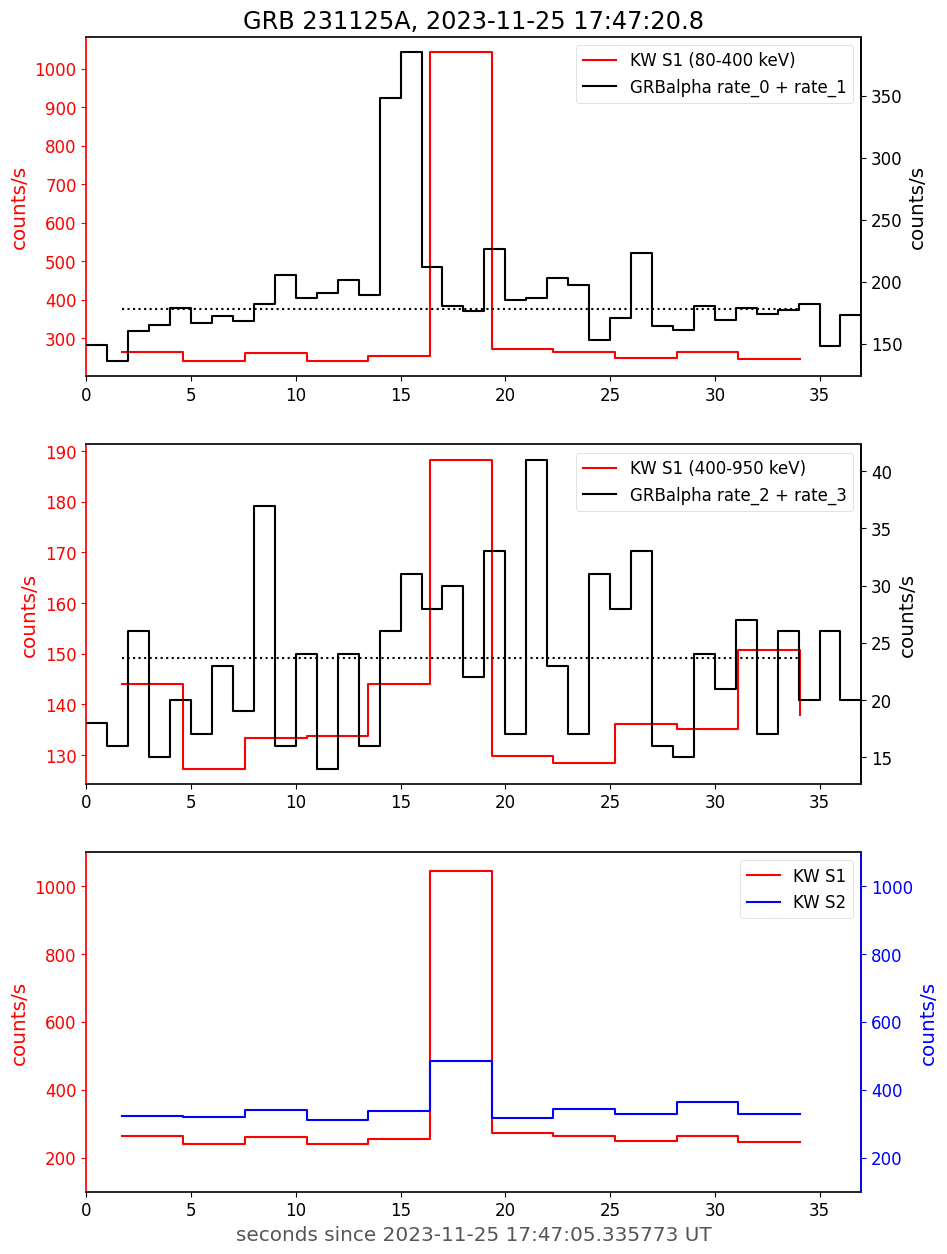 GRB 231125A, 2023-11-25 17:47:20.8
KW S1 (80-400 keV)
GRBalpha rate_0 + rate_1
1000
900
800
700
600
500
400
300
counts/s
350
300
250
200
150
counts/s
0 5 10 15 20 25 30 35
KW S1 (400-950 keV)
GRBalpha rate_2 + rate_3
190
180
170
160
150
140
130
counts/s
40
35
30
25
20
15
counts/s
0 5 10 15 20 25 30 35
KW S1
KW S2
1000
800
600
400
200
counts/s
1000
800
600
400
200
counts/s
0 5 10 15 20 25 30 35
seconds since 2023-11-25 17:47:05.335773 UT